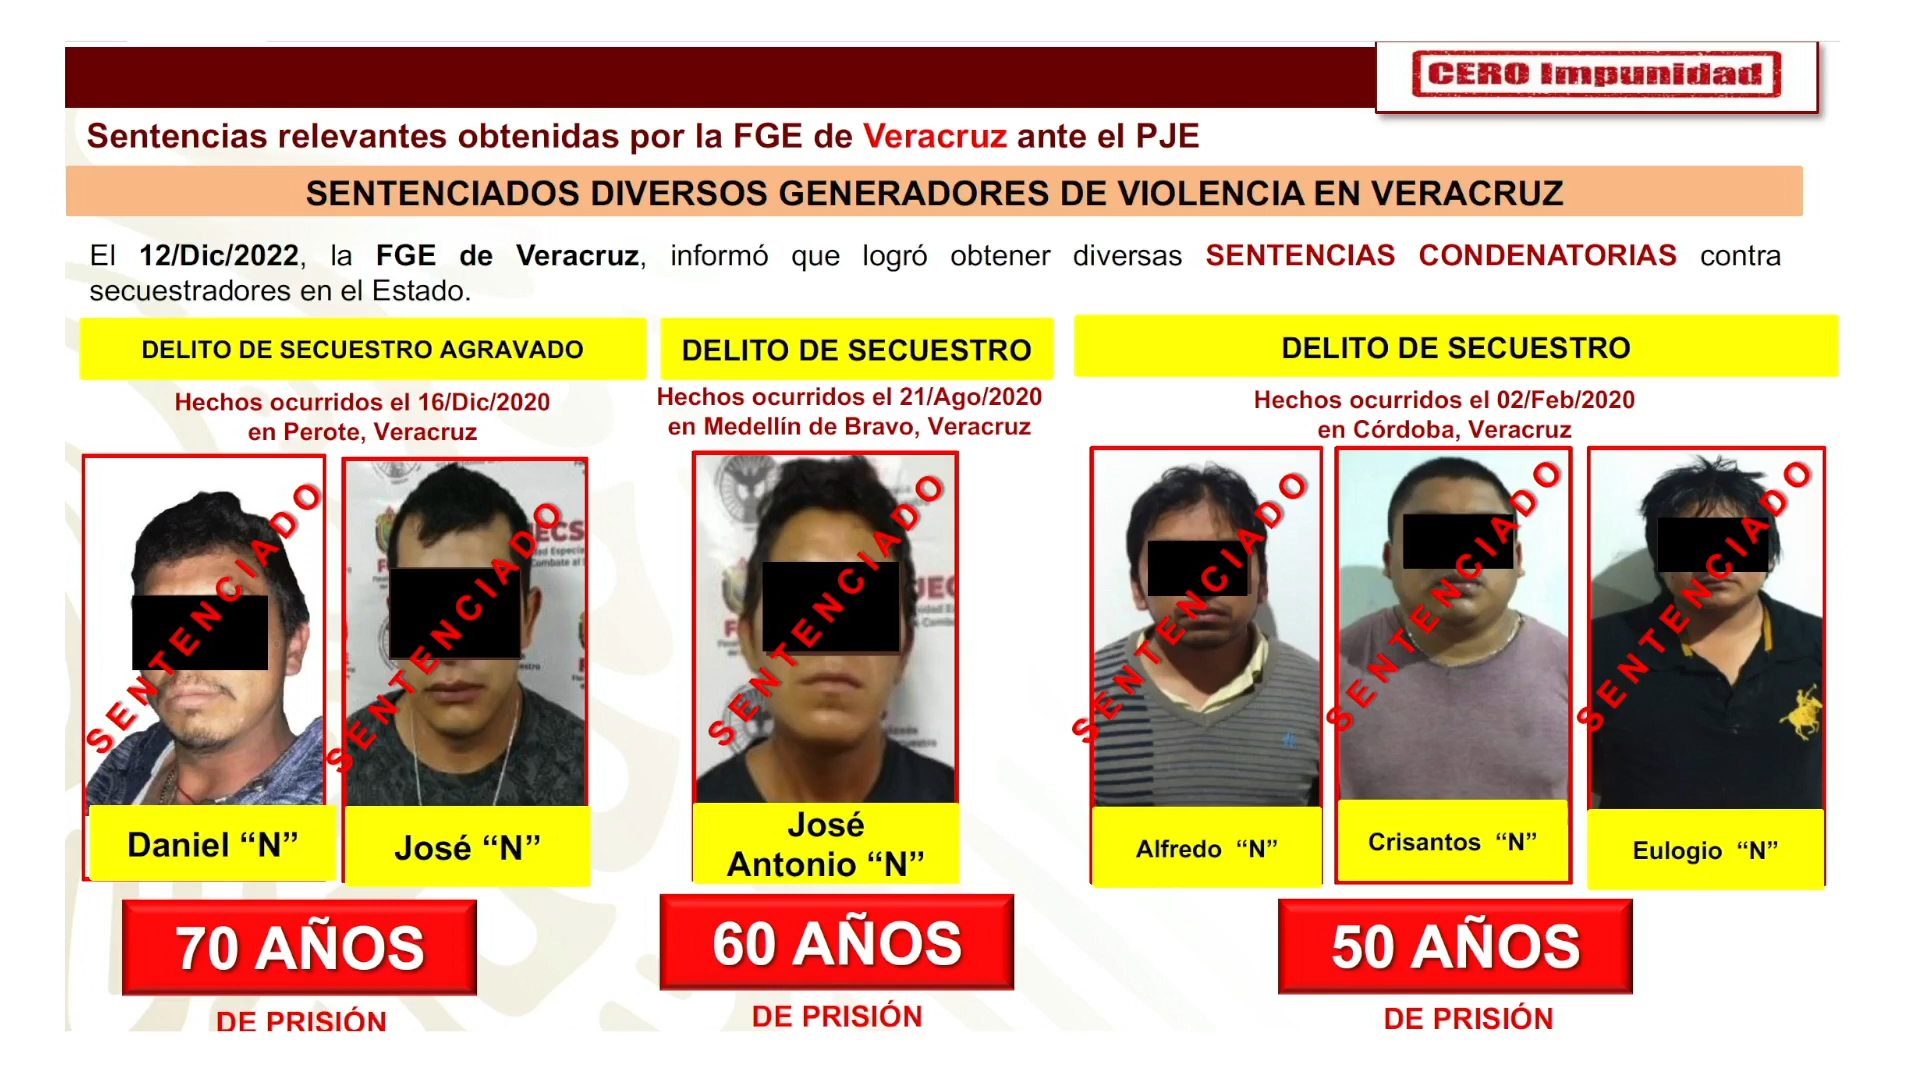 CERO Impunidad
Sentencias relevantes obtenidas por la FGE de Veracruz ante el PJE
SENTENCIADOS DIVERSOS GENERADORES DE VIOLENCIA EN VERACRUZ
El 12/Dic/2022, la FGE de Veracruz, informó que logró obtener diversas SENTENCIAS CONDENATORIAS contra
secuestradores en el Estado.
DELITO DE SECUESTRO AGRAVADO
Hechos ocurridos el 16/Dic/2020
en Perote, Veracruz
SENTENCIADO
SENTENCIADO
Daniel “N”
José “N”
70 AÑOS
DE PRISIÓN
DELITO DE SECUESTRO
Hechos ocurridos el 21/Ago/2020
en Medellín de Bravo, Veracruz
SENTENCIADO
José
Antonio “N”
60 AÑOS
DE PRISIÓN
DELITO DE SECUESTRO
Hechos ocurridos el 02/Feb/2020
en Córdoba, Veracruz
SENTENCIADO
SENTENCIADO
SENTENCIADO
Alfredo “N”
Crisantos “N”
Eulogio “N”
50 AÑOS
DE PRISIÓN